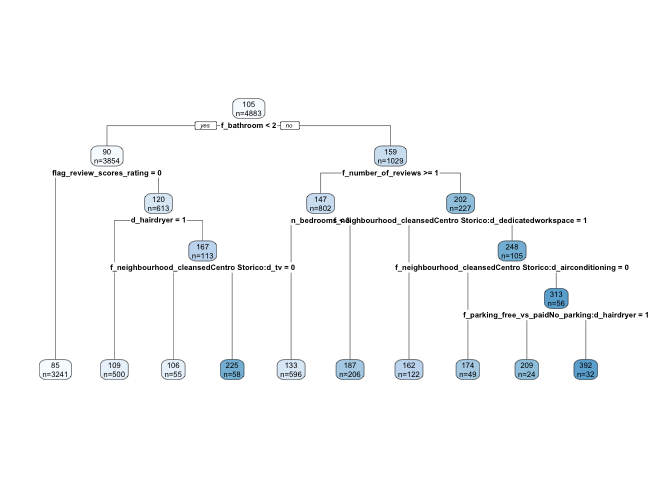 105
n=4883
yes
f_bathroom < 2
no
90
n=3854
159
n=1029
flag_review_scores_rating = 0
f_number_of_reviews >= 1
120
n=613
147
n=802
202
n=227
d_hairdryer = 1
n_bedrooms
neighbourhood_cleansedCentro Storico:d_dedicatedworkspace = 1
167
n=113
248
n=105
f_neighbourhood_cleansedCentro Storico:d_tv = 0
f_neighbourhood_cleansedCentro Storico:d_airconditioning = 0
313
n=56
f_parking_free_vs_paidNo_parking:d_hairdryer = 1
85
n=3241
109
n=500
106
n=55
225
n=58
133
n=596
187
n=206
162
n=122
174
n=49
209
n=24
392
n=32